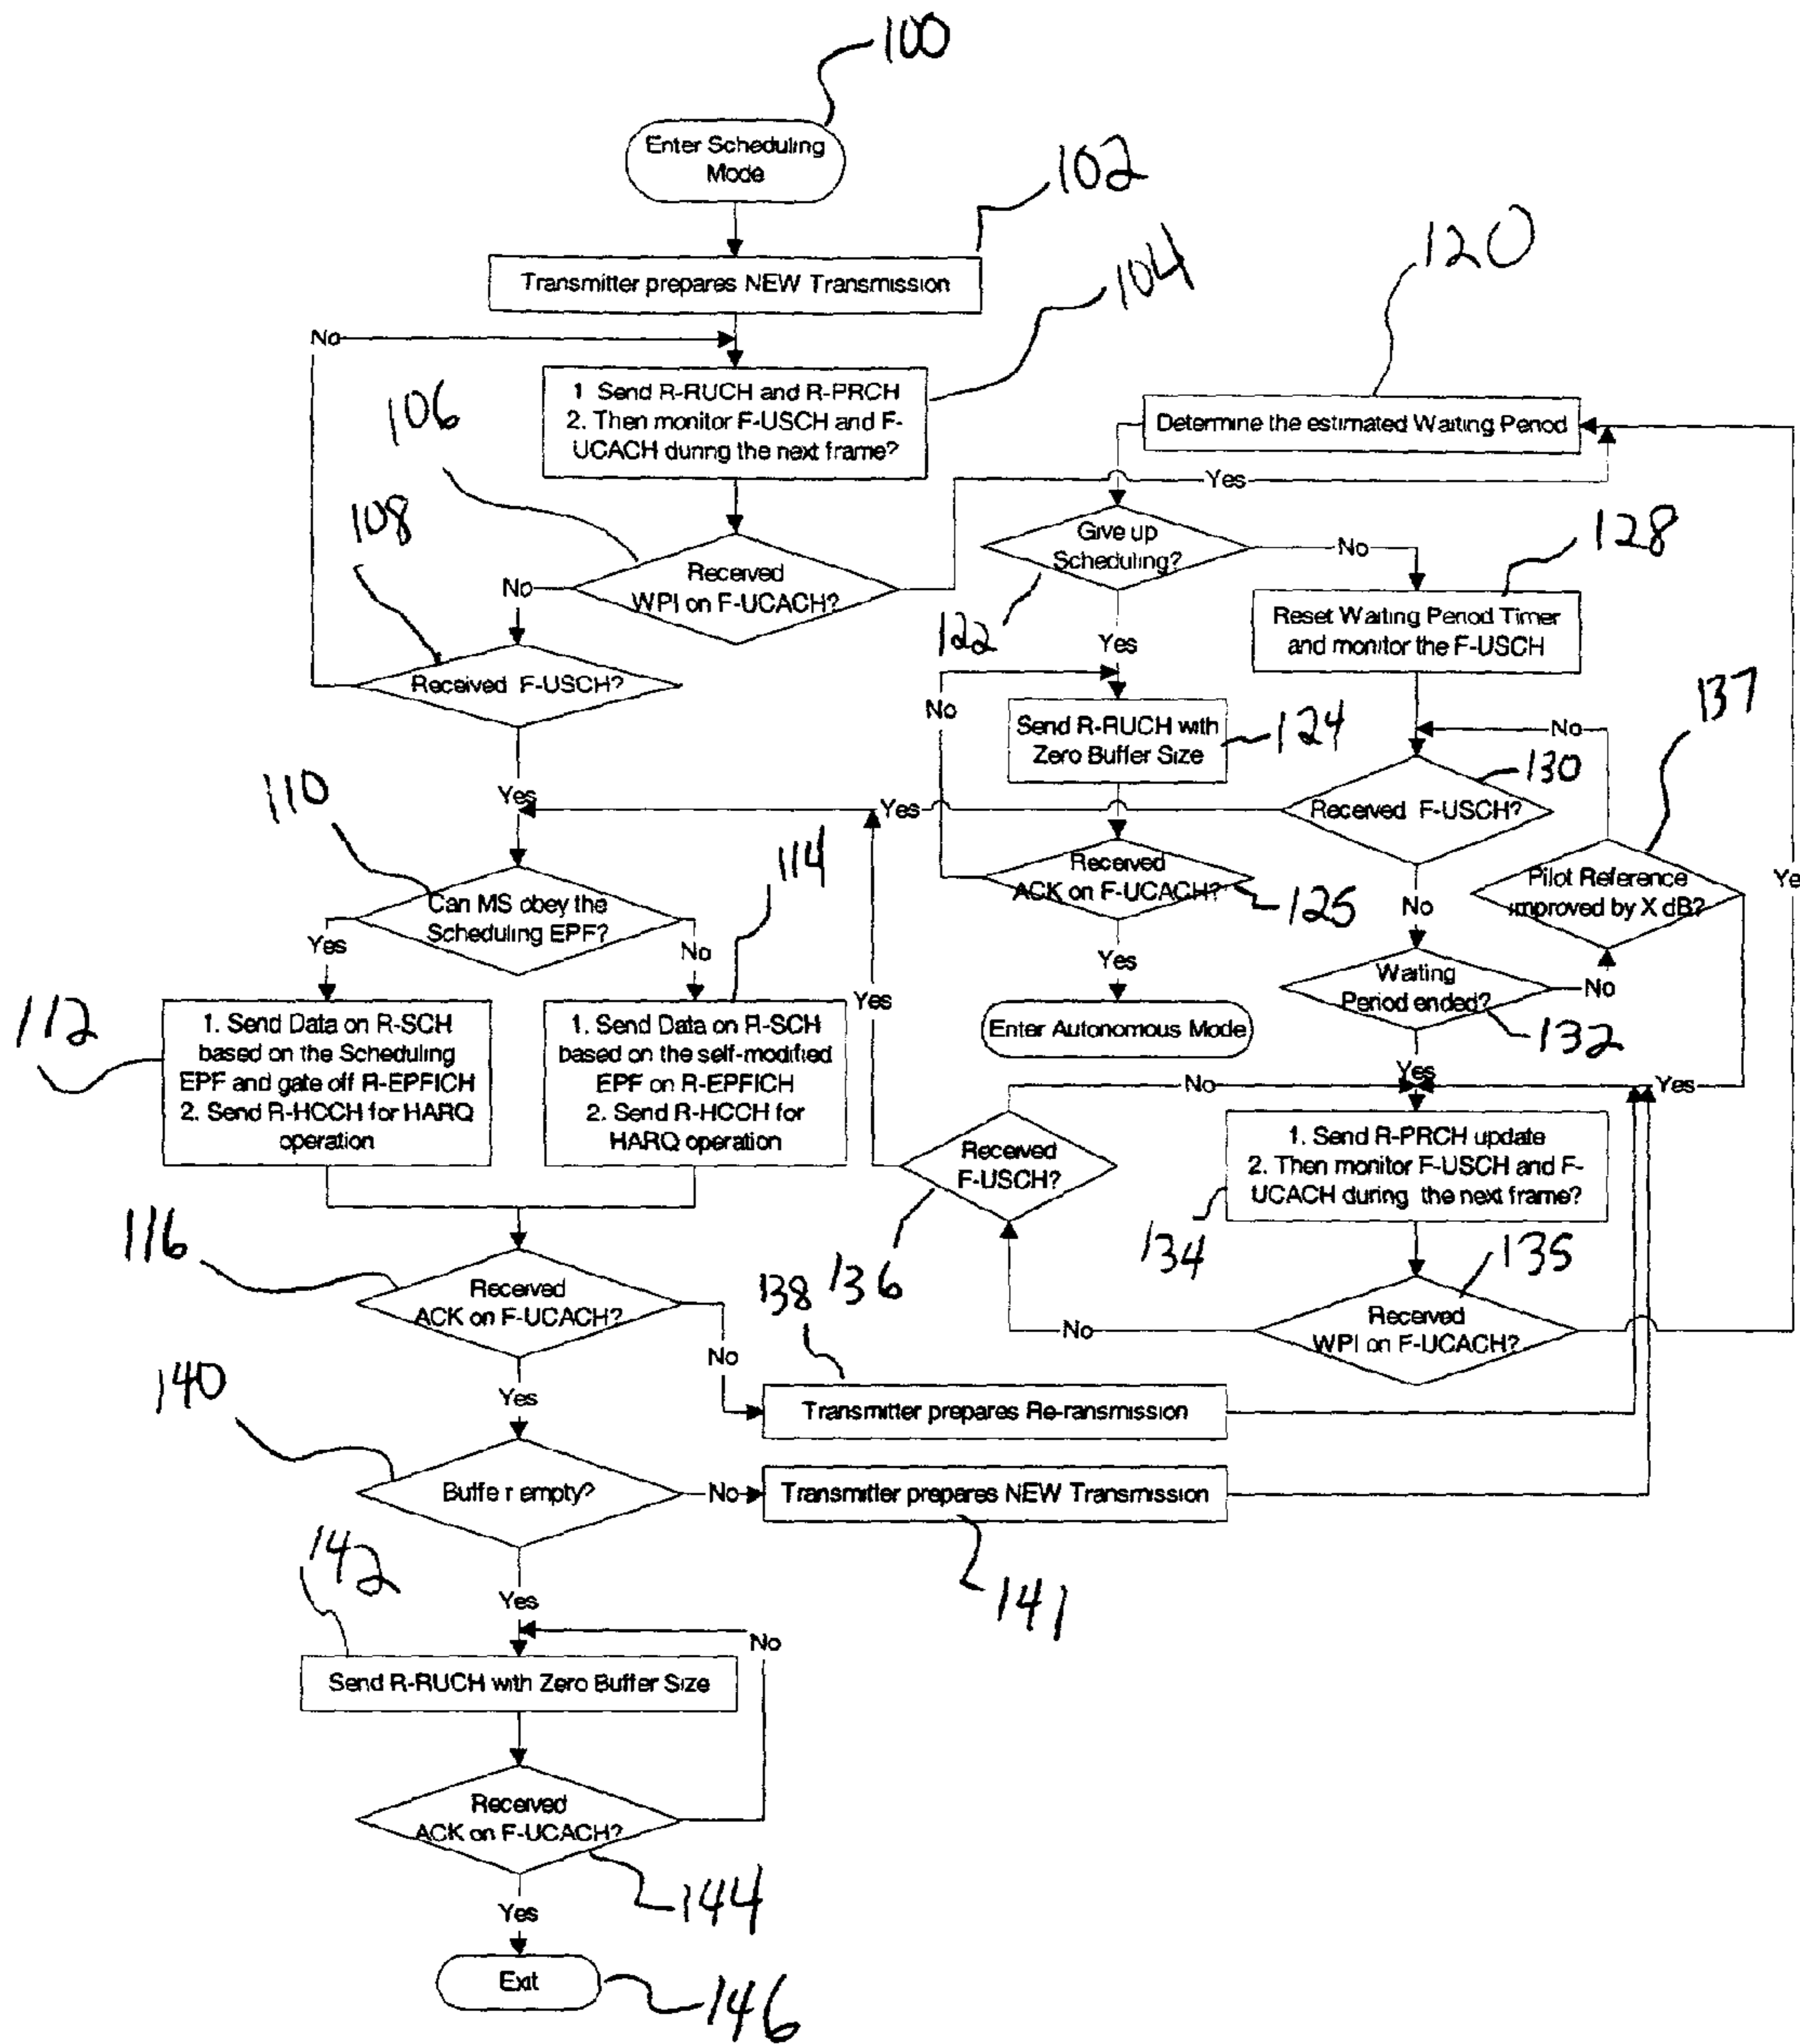 100
Enter Scheduling
Mode
102
Transmitter prepares NEW Transmission
104
No
1 Send R-RUCH and R-PRCH
2. Then monitor F-USCH and F-
UCACH during the next frame?
106
Received
WPI on F-UCACH?
No
Yes
108
Received F-USCH?
Yes
120
Determine the estimated Waiting Period
Give up
Scheduling?
122
No
128
Reset Waiting Period Timer
and monitor the F-USCH
Yes
No
Send R-RUCH with
Zero Buffer Size
124
Received
ACK on F-UCACH?
125
Yes
Enter Autonomous Mode
130
Received F-USCH?
Yes
No
137
Pilot Reference
improved by X dB?
No
Yes
Waiting
Period ended?
132
No
Yes
Ye
110
Can MS obey the
Scheduling EPF?
Yes
No
112
1. Send Data on R-SCH
based on the Scheduling
EPF and gate off R-EPFICH
2. Send R-HCCH for HARQ
operation
114
1. Send Data on R-SCH
based on the self-modified
EPF on R-EPFICH
2. Send R-HCCH for
HARQ operation
1. Send R-PRCH update
2. Then monitor F-USCH and F-
UCACH during the next frame?
134
135
Received
WPI on F-UCACH?
No
Received
F-USCH?
136
No
Yes
116
Received
ACK on F-UCACH?
No
Yes
138
Transmitter prepares Re-ransmission
140
Buffe r empty?
No
Transmitter prepares NEW Transmission
141
Yes
142
Send R-RUCH with Zero Buffer Size
No
Received
ACK on F-UCACH?
144
Yes
Exit
146